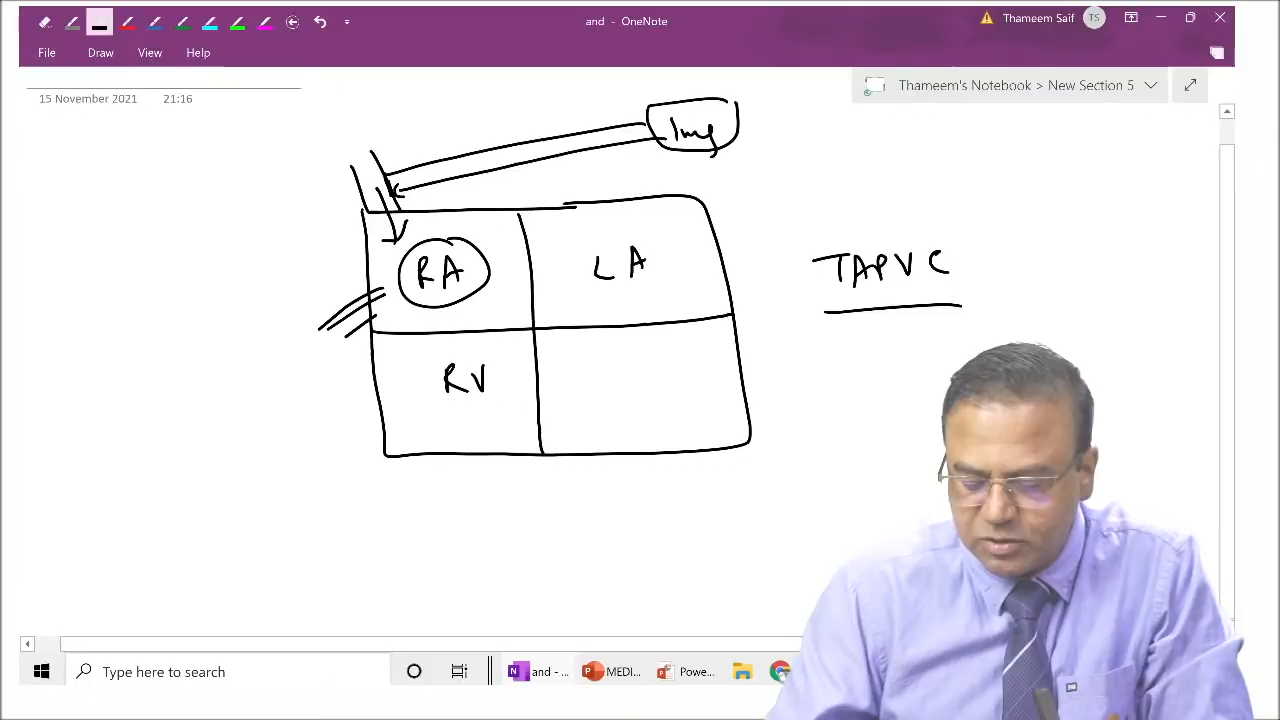 and - OneNote
Thameem Saif TS
File Draw View Help
Thameem's Notebook > New Section 5
15 November 2021 21:16
lung
RA
LA
TAPVC
RV
Type here to search
and - ...
MEDI...
Powe...